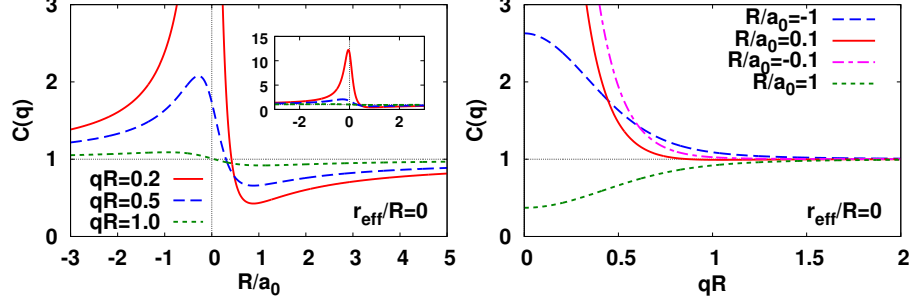 3
2
1
0
C(q)
-3
-2
-1
0
1
2
3
4
5
R/a0
qR=0.2
qR=0.5
qR=1.0
reff/R=0
15
10
5
0
-2
0
2
3
2
1
0
C(q)
0
0.5
1
1.5
2
qR
R/a0=-1
R/a0=0.1
R/a0=-0.1
R/a0=1
reff/R=0